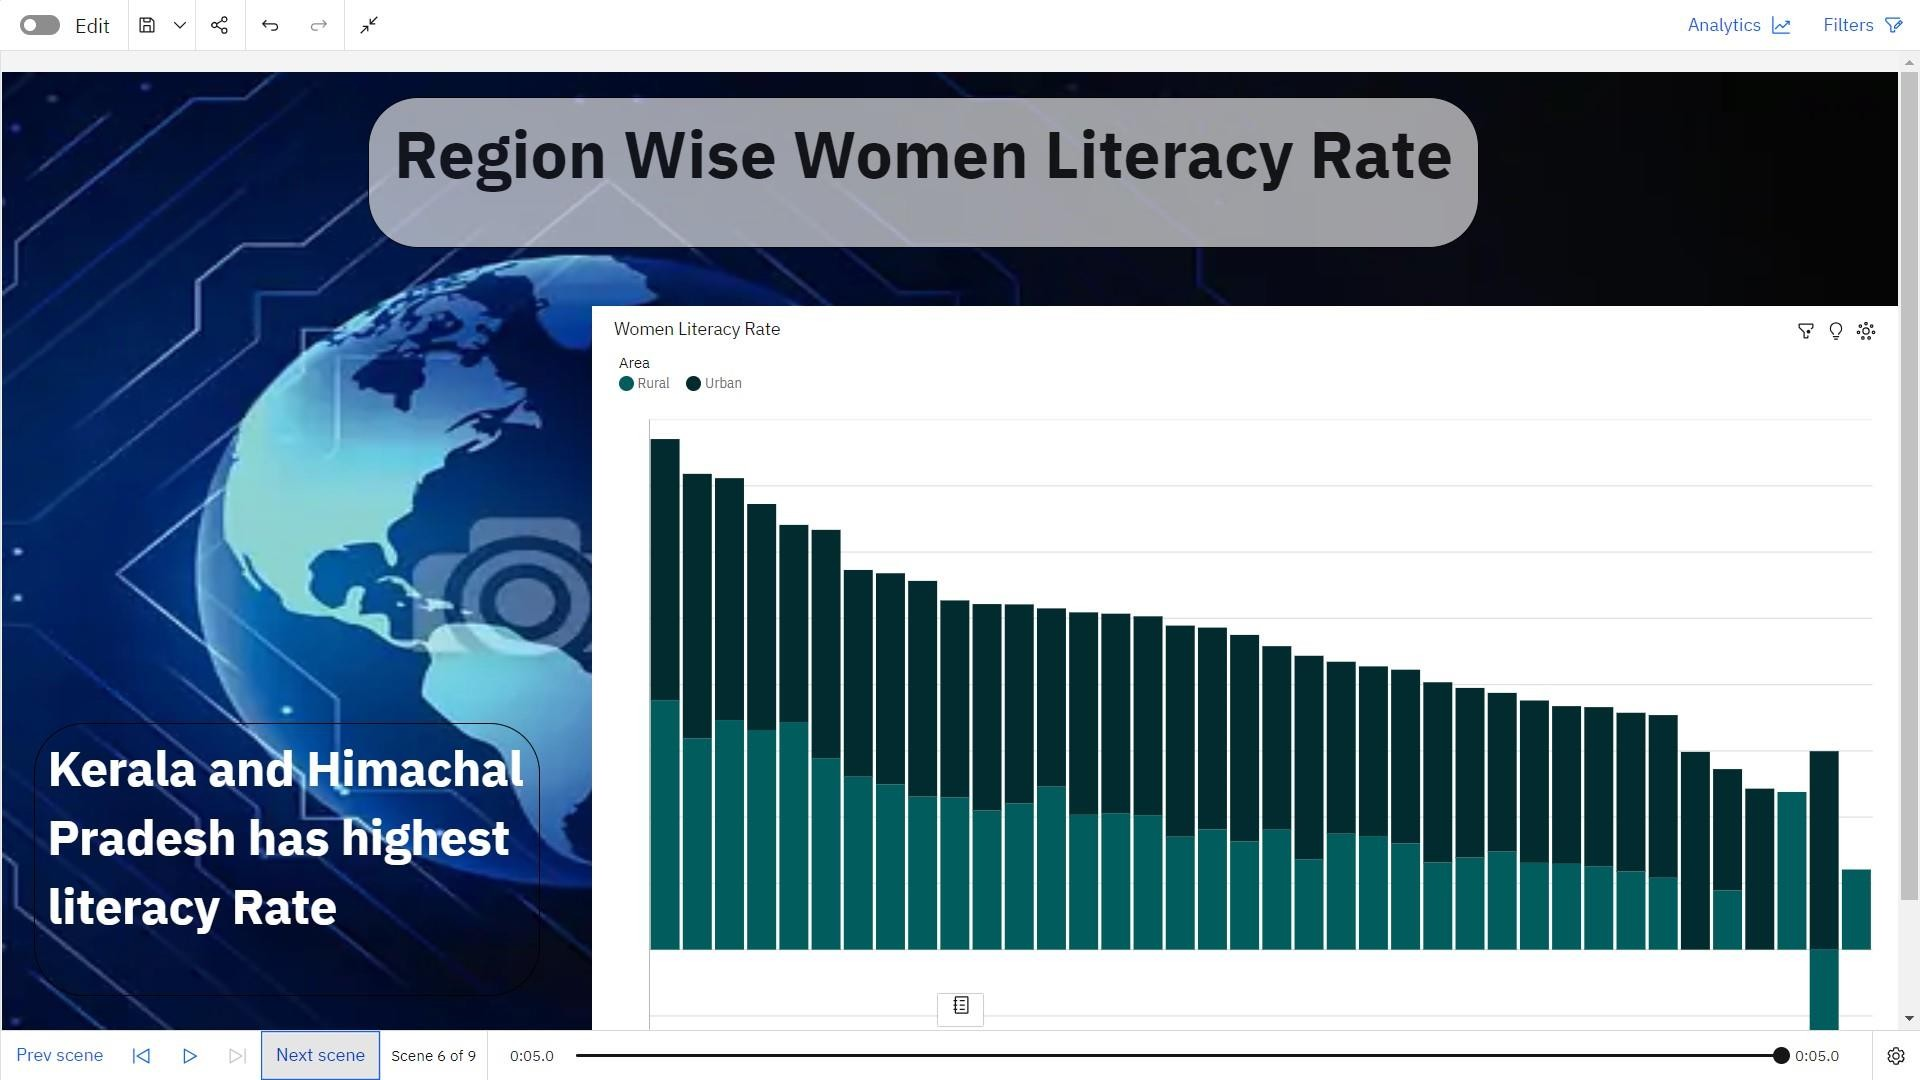 Edit
Analytics
Filters
Region Wise Women Literacy Rate
Women Literacy Rate
Area
Rural
Urban
Kerala and Himachal
Pradesh has highest
literacy Rate
Prev scene
Next scene
Scene 6 of 9
0:05.0
0:05.0